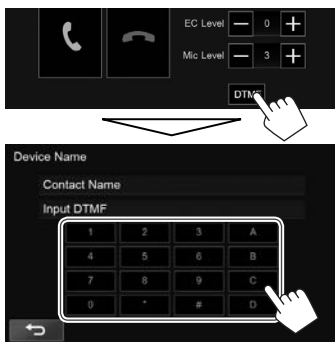 EC Level — 0 +
Mic Level — 3 +
DTMF
Device Name
Contact Name
Input DTMF
1 2 3 A
4 5 6 B
7 8 9 C
0 * # D